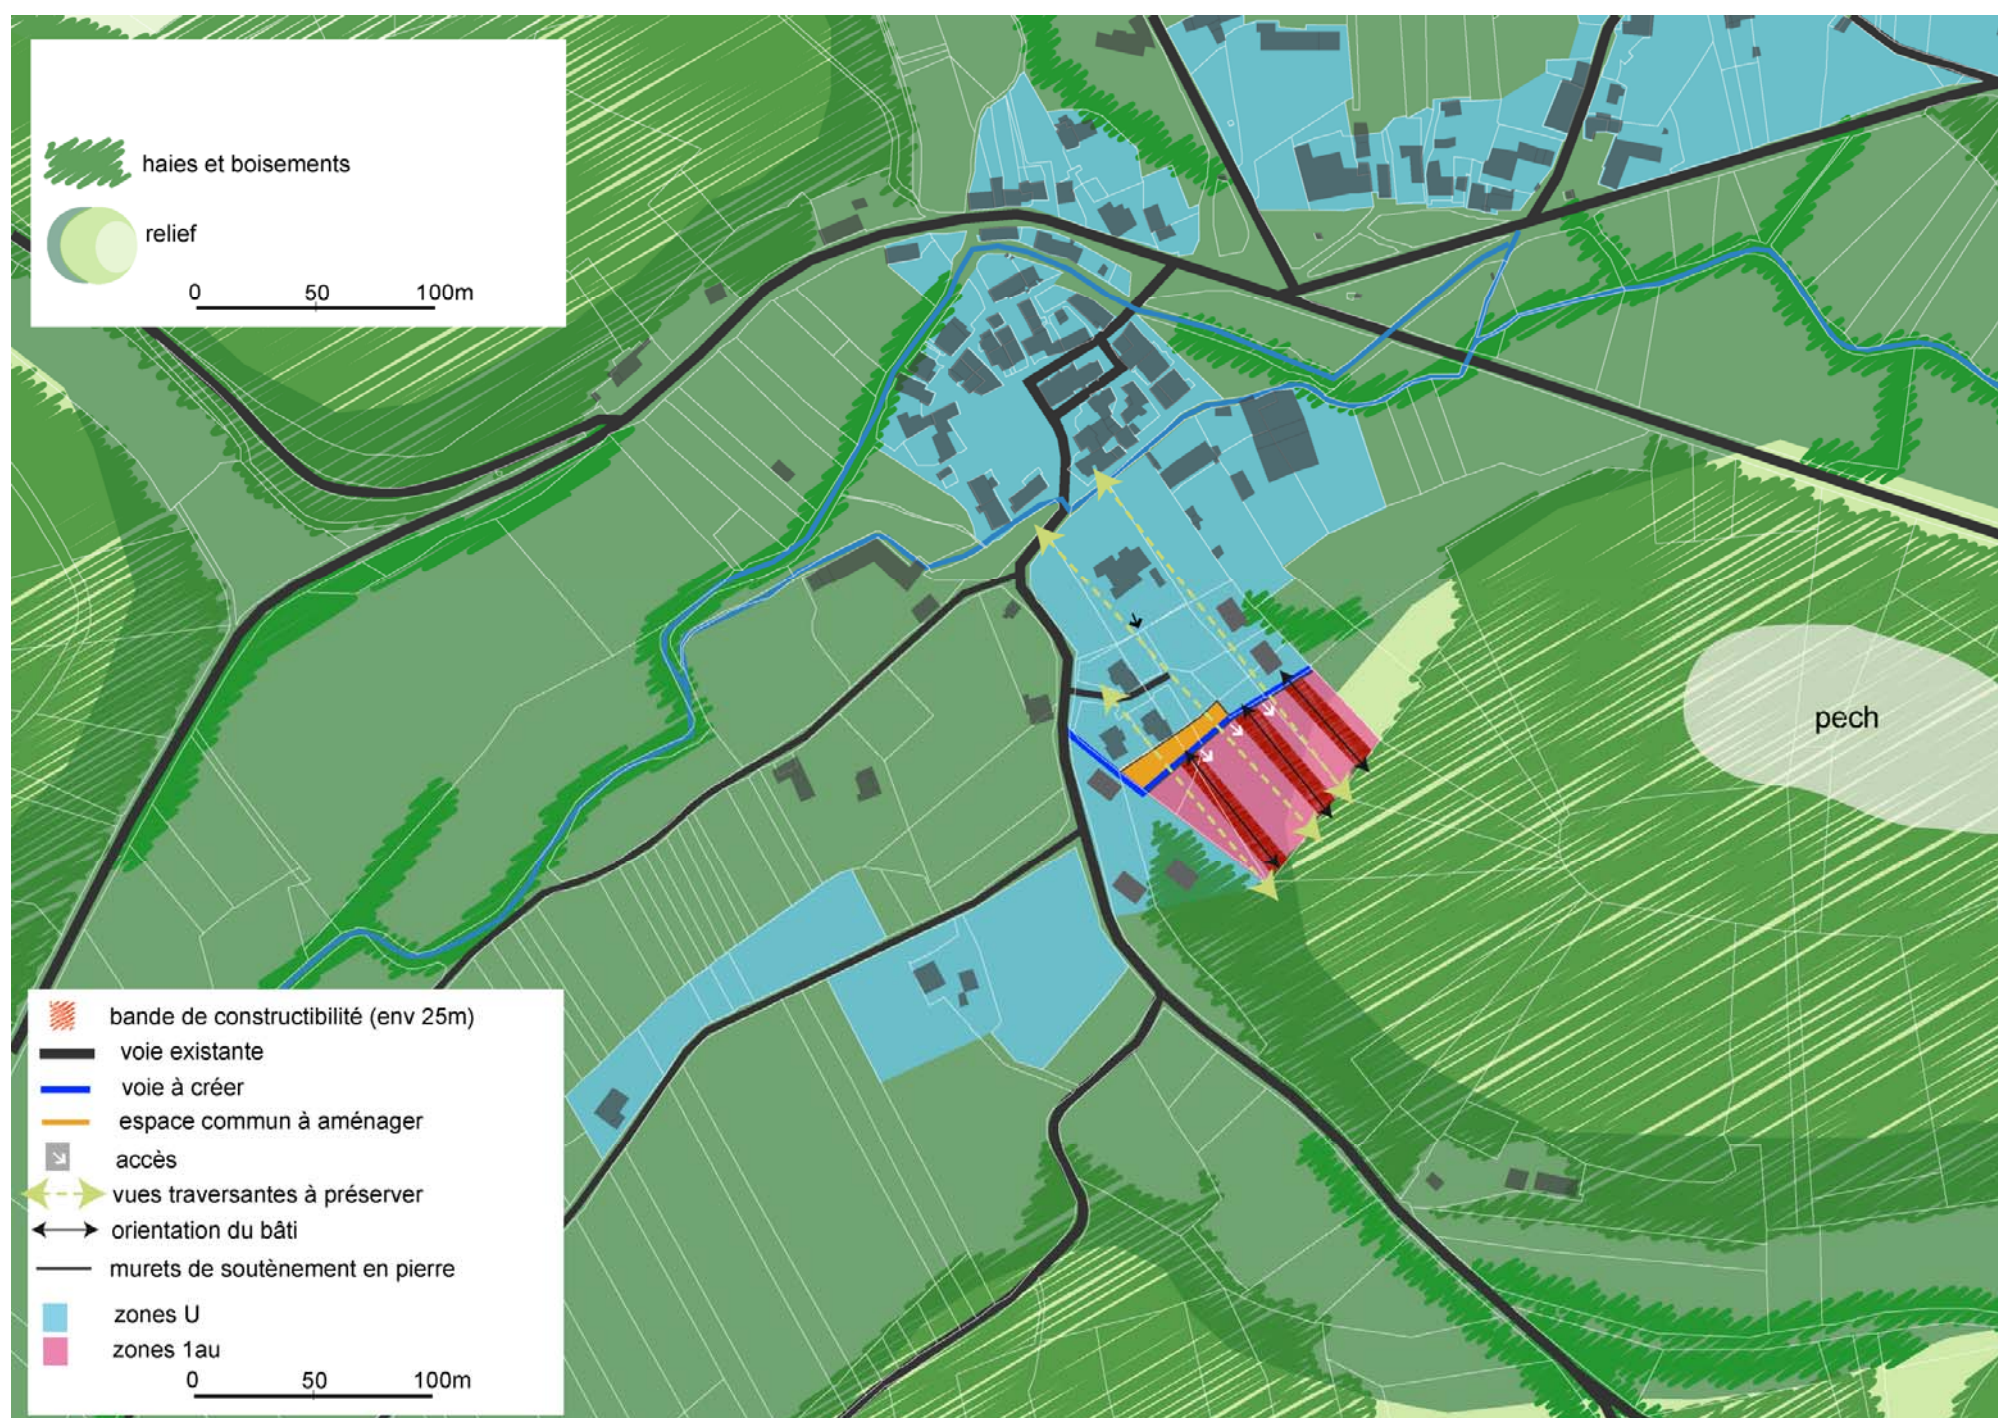 haies et boisements
relief
0 50 100m
pech
bande de constructibilité (env 25m)
voie existante
voie à créer
espace commun à aménager
accès
vues traversantes à préserver
orientation du bâti
murets de soutènement en pierre
zones U
zones 1au
0 50 100m